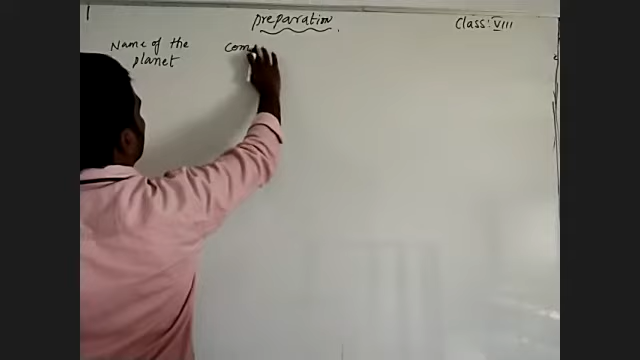 preparation
Class: VIII
Name of the
planet
com